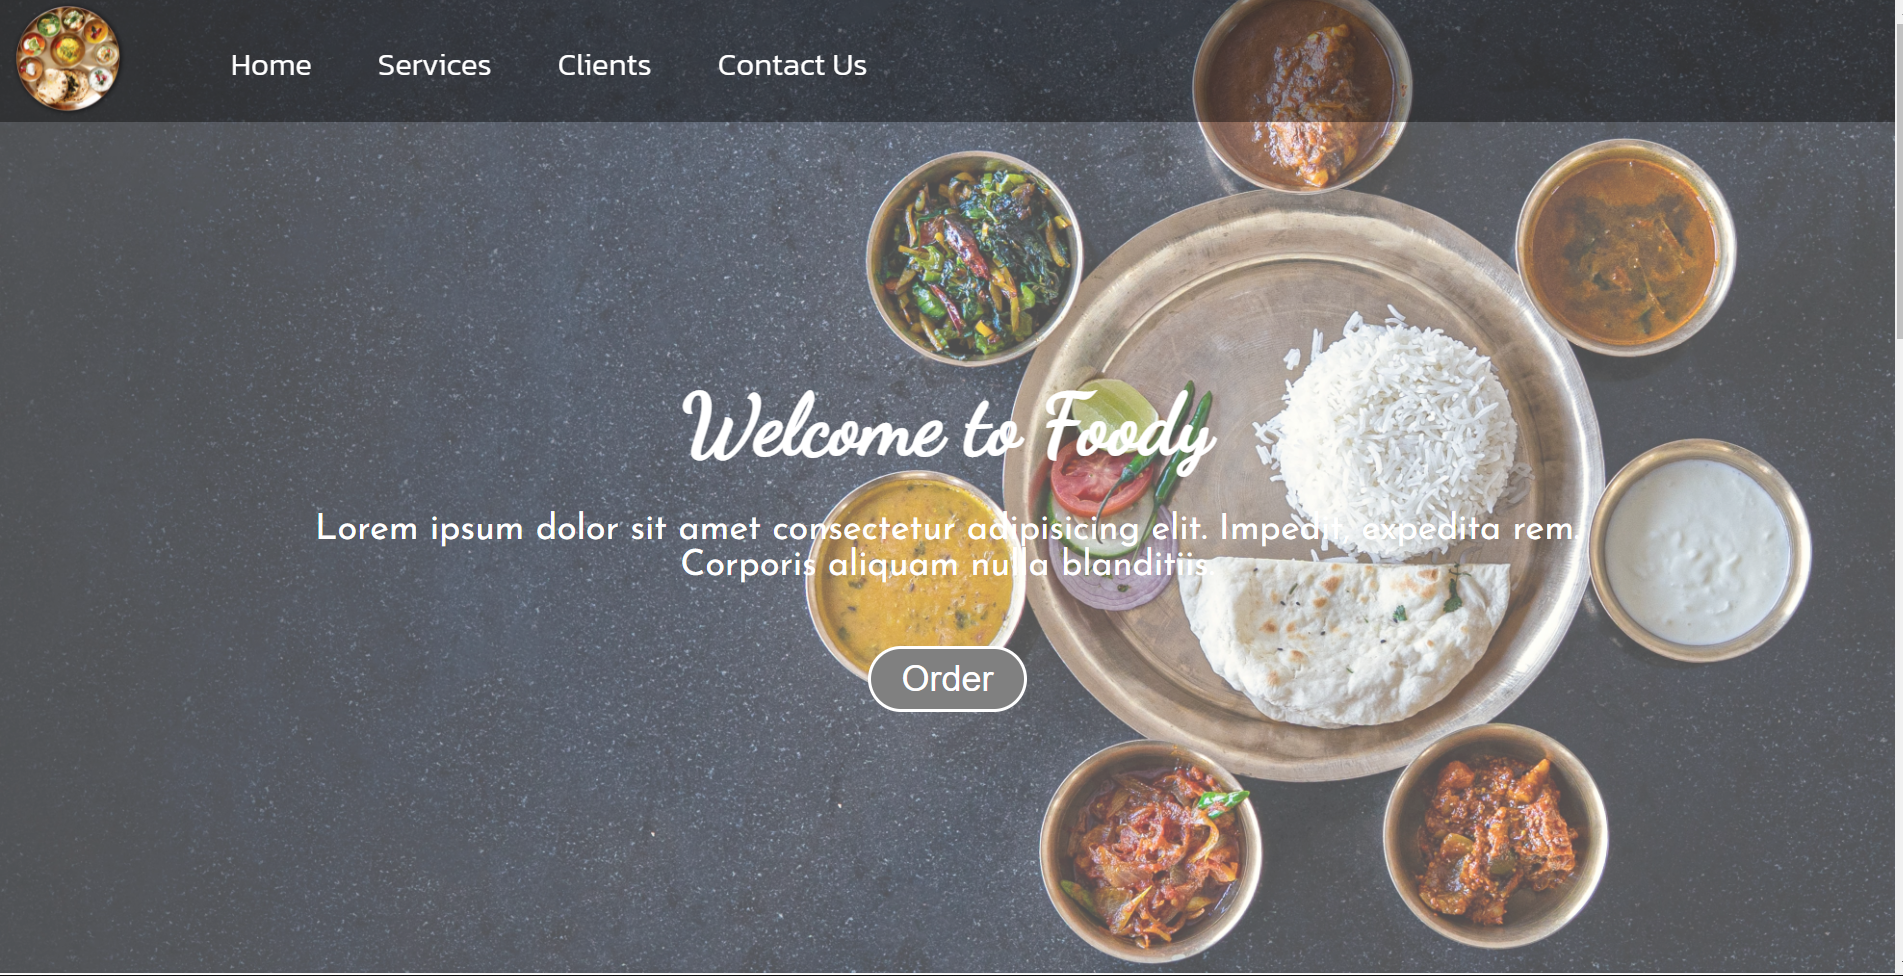 Home
Services
Clients
Contact Us
Welcome to Foody
Lorem ipsum dolor sit amet consectetur adipisicing elit. Impedit, expedita rem.
Corporis aliquam nulla blanditiis.
Order